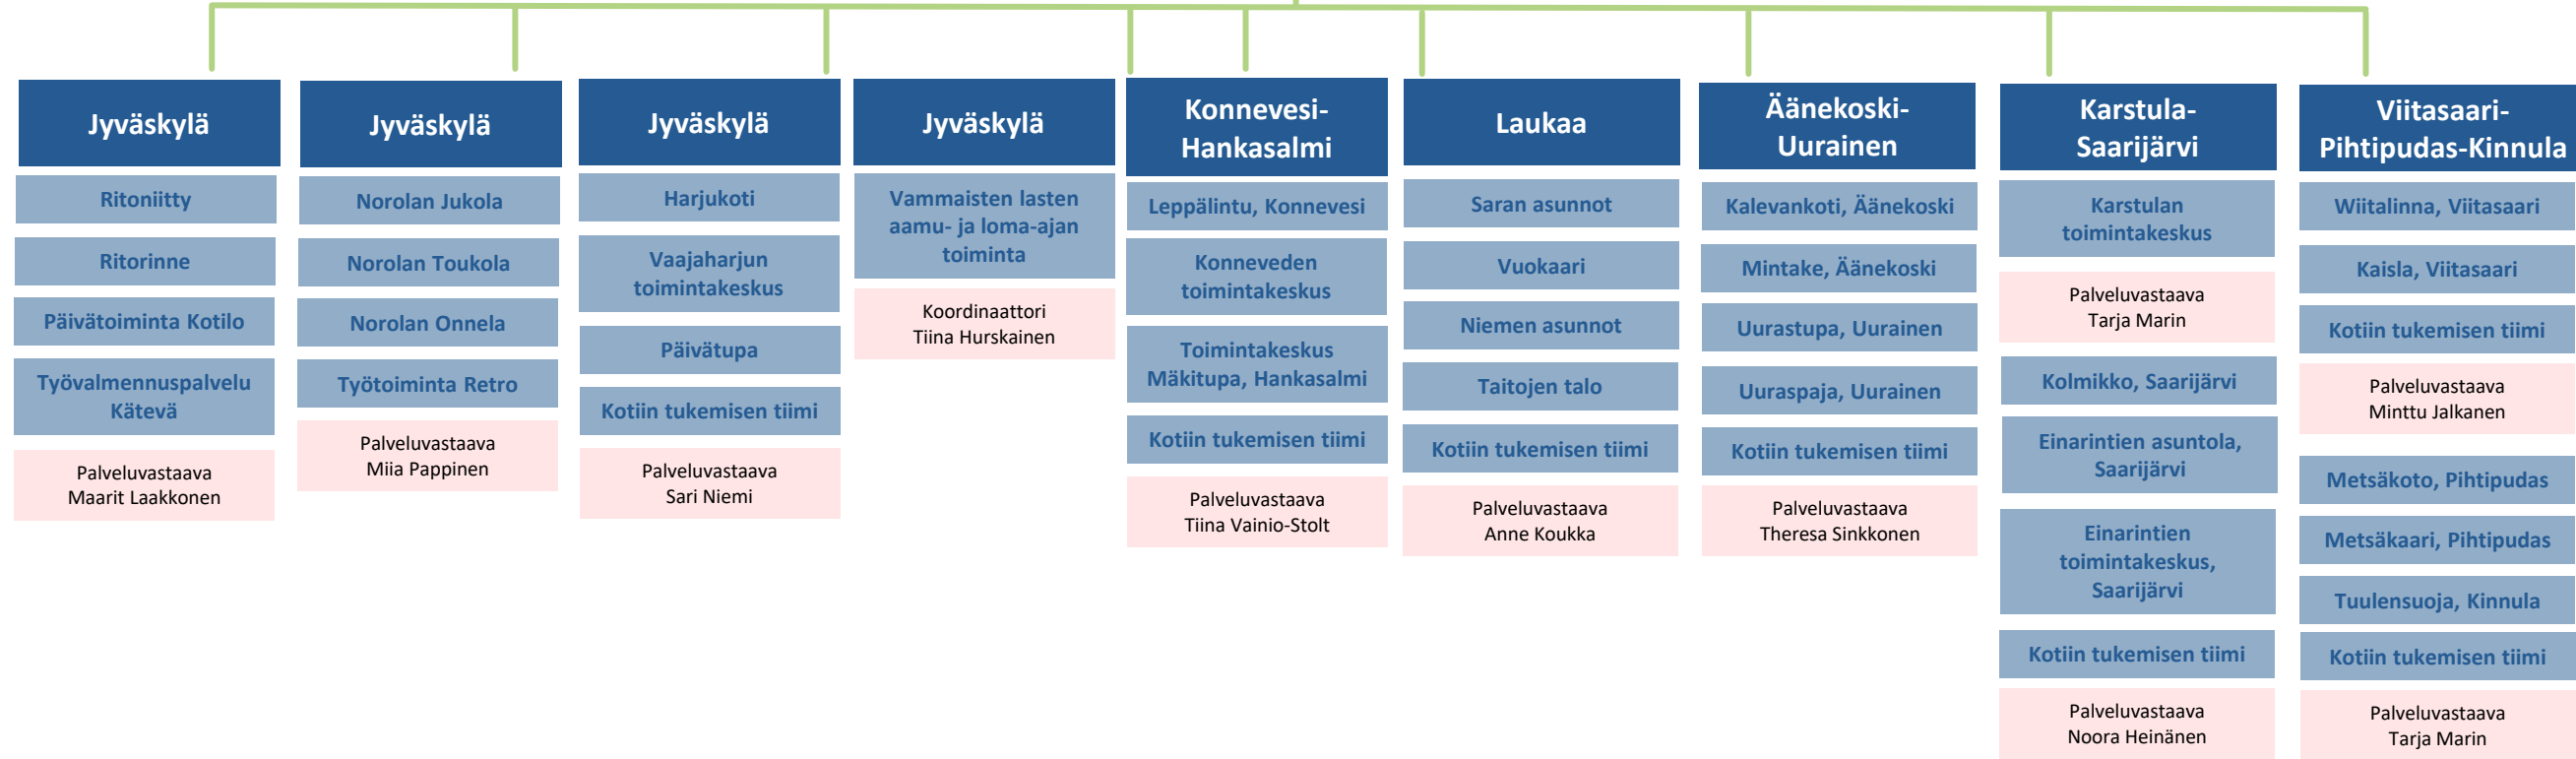 Jyväskylä
Ritoniitty
Ritorinne
Päivätoiminta Kotilo
Työvalmennuspalvelu
Kätevä
Palveluvastaava
Maarit Laakkonen
Jyväskylä
Norolan Jukola
Norolan Toukola
Norolan Onnela
Työtoiminta Retro
Palveluvastaava
Miia Pappinen
Jyväskylä
Harjukoti
Vaajaharjun
toimintakeskus
Päivätupa
Kotiin tukemisen tiimi
Palveluvastaava
Sari Niemi
Jyväskylä
Vammaisten lasten
aamu- ja loma-ajan
toiminta
Koordinaattori
Tiina Hurskainen
Konnevesi-
Hankasalmi
Leppälintu, Konnevesi
Konneveden
toimintakeskus
Toimintakeskus
Mäkitupa, Hankasalmi
Kotiin tukemisen tiimi
Palveluvastaava
Tiina Vainio-Stolt
Laukaa
Saran asunnot
Vuokaari
Niemen asunnot
Taitojen talo
Kotiin tukemisen tiimi
Palveluvastaava
Anne Koukka
Äänekoski-
Uurainen
Kalevankoti, Äänekoski
Mintake, Äänekoski
Uurastupa, Uurainen
Uuraspaja, Uurainen
Kotiin tukemisen tiimi
Palveluvastaava
Theresa Sinkkonen
Karstula-
Saarijärvi
Karstulan
toimintakeskus
Palveluvastaava
Tarja Marin
Kolmikko, Saarijärvi
Einarintien asuntola,
Saarijärvi
Einarintien
toimintakeskus,
Saarijärvi
Kotiin tukemisen tiimi
Palveluvastaava
Noora Heinänen
Viitasaari-
Pihtipudas-Kinnula
Wiitalinna, Viitasaari
Kaisla, Viitasaari
Kotiin tukemisen tiimi
Palveluvastaava
Minttu Jalkanen
Metsäkoto, Pihtipudas
Metsäkaari, Pihtipudas
Tuulensuoja, Kinnula
Kotiin tukemisen tiimi
Palveluvastaava
Tarja Marin